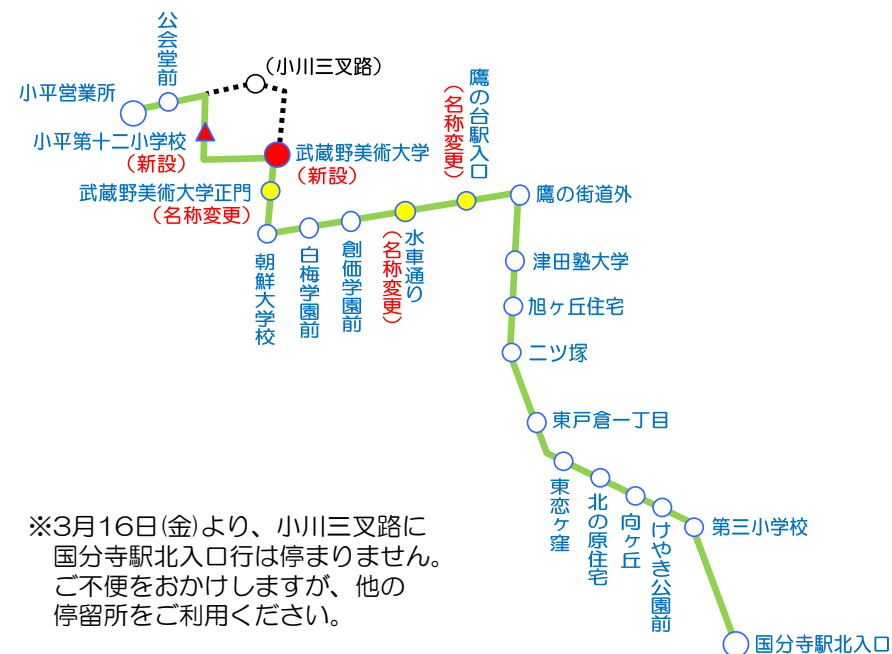 公会堂前
（小川三叉路）
小平営業所
鷹の台駅入口
（名称変更）
小平第十二小学校
（新設）
武蔵野美術大学
（新設）
武蔵野美術大学正門
（名称変更）
鷹の街道外
朝鮮大学校
白梅学園前
創価学園前
水車通り
（名称変更）
津田塾大学
旭ヶ丘住宅
二ツ塚
東戸倉一丁目
東恋ヶ窪
北の原住宅
向ヶ丘
けやき公園前
第三小学校
国分寺駅北入口
※3月16日(金)より、小川三叉路に
国分寺駅北入口行は停まりません。
ご不便をおかけしますが、他の
停留所をご利用ください。